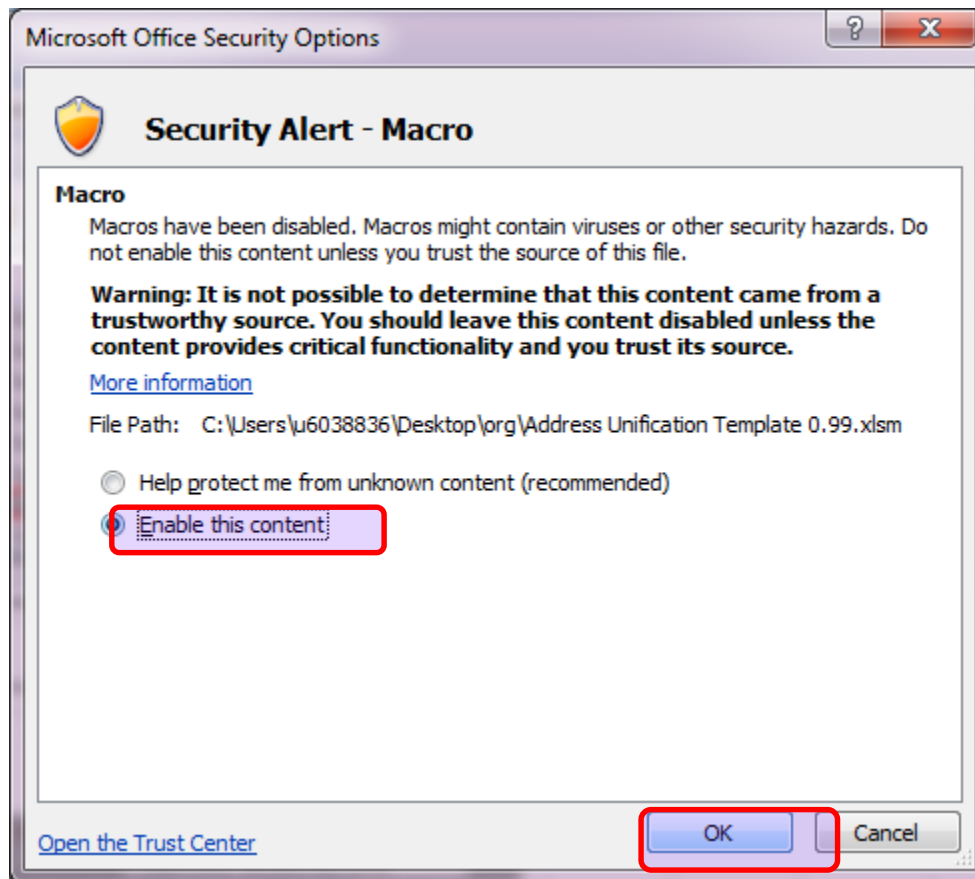 Microsoft Office Security Options
Security Alert - Macro
Macro
Macros have been disabled. Macros might contain viruses or other security hazards. Do
not enable this content unless you trust the source of this file.
Warning: It is not possible to determine that this content came from a
trustworthy source. You should leave this content disabled unless the
content provides critical functionality and you trust its source.
More information
File Path: C:\Users\u6038836\Desktop\org\Address Unification Template 0.99.xlsm
Help protect me from unknown content (recommended)
Enable this content
Open the Trust Center
OK
Cancel